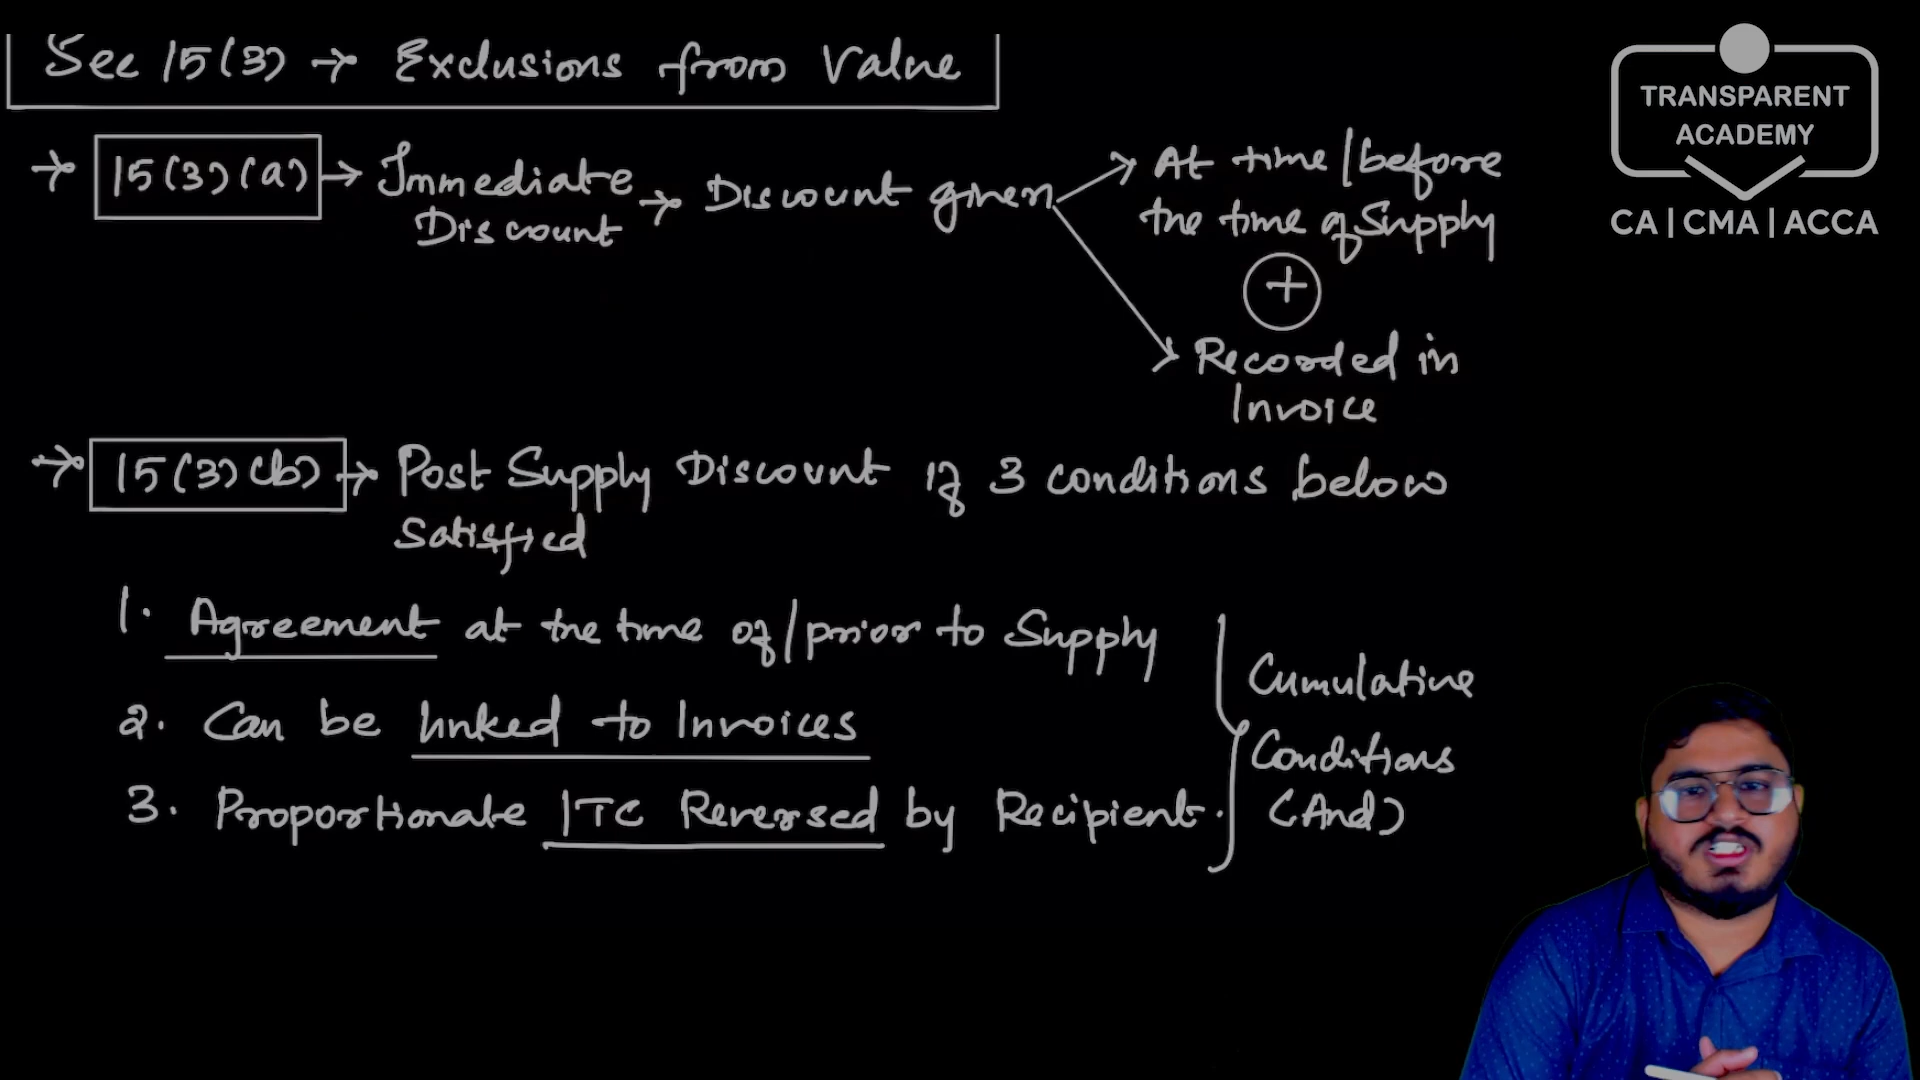 Sec 15(3) → Exclusions from Value
TRANSPARENT
ACADEMY
CA | CMA | ACCA
→ 15(3)(a) → Immediate Discount → Discount given
At time/before
the time of Supply
+
Recorded in
Invoice
→ 15(3)(b) → Post Supply Discount if 3 conditions below
Satisfied
1. Agreement at the time of/prior to Supply
2. Can be linked to Invoices
3. Proportionate ITC Reversed by Recipient.
Cumulative
Conditions
(And)